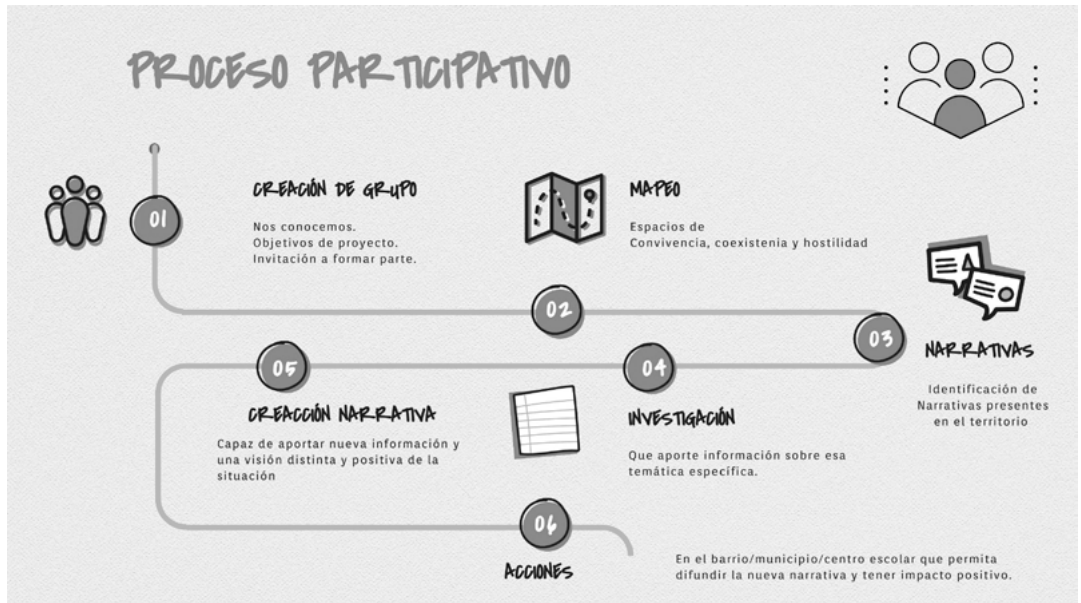 PROCESO PARTICIPATIVO
01
CREACIÓN DE GRUPO
Nos conocemos.
Objetivos de proyecto.
Invitación a formar parte.
02
MAPEO
Espacios de
Convivencia, coexistenia y hostilidad
03
NARRATIVAS
Identificación de
Narrativas presentes
en el territorio
04
INVESTIGACIÓN
Que aporte información sobre esa
temática específica.
05
CREACCIÓN NARRATIVA
Capaz de aportar nueva información y
una visión distinta y positiva de la
situación
06
ACCIONES
En el barrio/municipio/centro escolar que permita
difundir la nueva narrativa y tener impacto positivo.